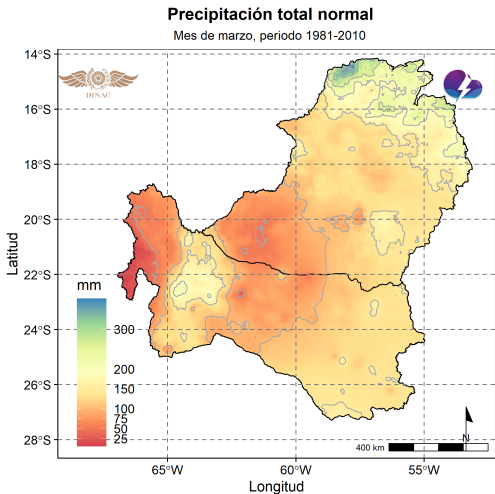 Precipitación total normal
Mes de marzo, periodo 1981-2010
14°S
16°S
18°S
20°S
22°S
24°S
26°S
28°S
Latitud
DINAC
mm
300
200
150
100
75
50
25
N
400 km
65°W
60°W
55°W
Longitud